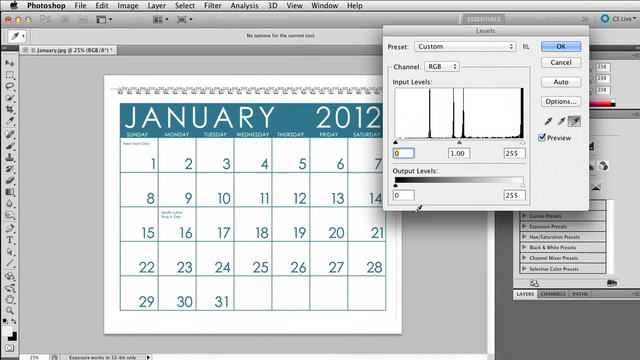 Photoshop File Edit Image Layer Select Filter Analysis 3D View Window Help
ESSENTIALS
CS Live
No options for the current tool.
January.jpg @ 25% (RGB/8*)
Levels
Preset: Custom
OK
Cancel
Auto
Options...
Preview
Channel: RGB
Input Levels:
0 1.00 255
Output Levels:
0 255
238
238
238
JANUARY 2012
SUNDAY MONDAY TUESDAY WEDNESDAY THURSDAY FRIDAY SATURDAY
New Year's Day
1 2 3 4 5 6 7
8 9 10 11 12 13 14
Martin Luther
King Jr. Day
15 16 17 18 19 20 21
22 23 24 25 26 27 28
29 30 31
Curves Presets
Exposure Presets
Hue/Saturation Presets
Black & White Presets
Channel Mixer Presets
Selective Color Presets
LAYERS CHANNELS PATHS
25% Exposure works in 32-bit only